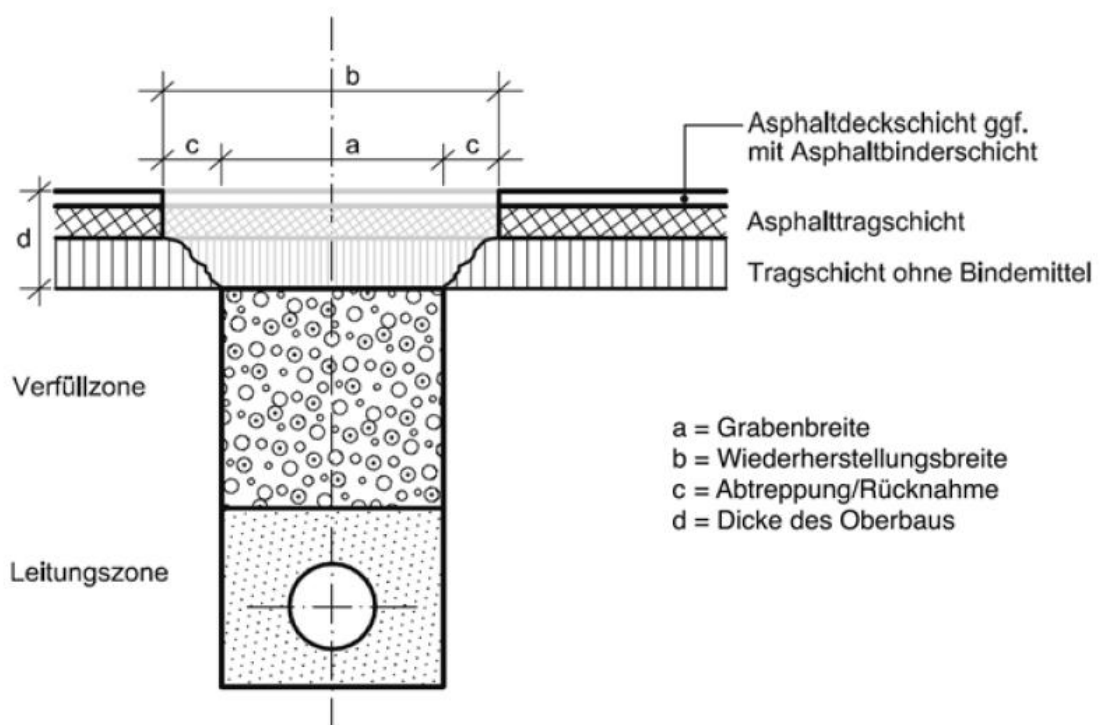 b
c
a
c
Asphaltdeckschicht ggf.
mit Asphaltbinderschicht
d
Asphalttragschicht
Tragschicht ohne Bindemittel
Verfüllzone
a = Grabenbreite
b = Wiederherstellungsbreite
c = Abtreppung/Rücknahme
d = Dicke des Oberbaus
Leitungszone